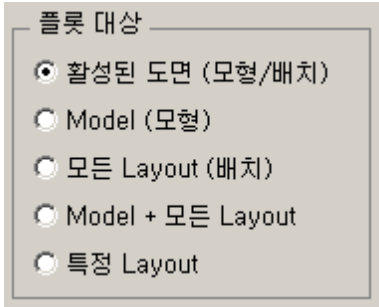 플롯 대상
활성된 도면 (모형/배치)
Model (모형)
모든 Layout (배치)
Model + 모든 Layout
특정 Layout